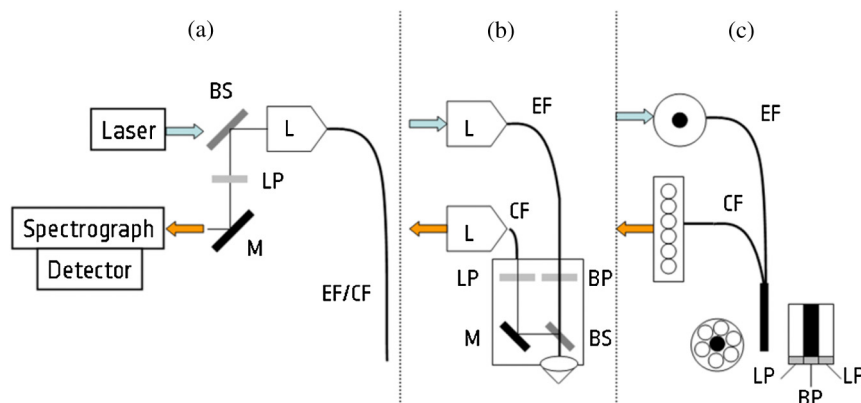 (a)
BS
Laser
L
LP
Spectrograph
M
Detector
EF/CF
(b)
EF
L
CF
L
LP
BP
M
BS
(c)
EF
CF
LP
LP
BP